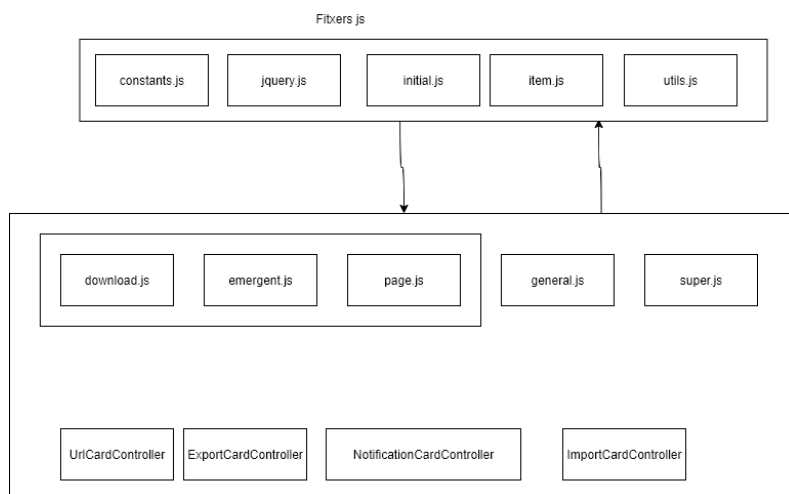 Fitxers js
constants.js
jquery.js
initial.js
item.js
utils.js
download.js
emergent.js
page.js
general.js
super.js
UrlCardController
ExportCardController
NotificationCardController
ImportCardController